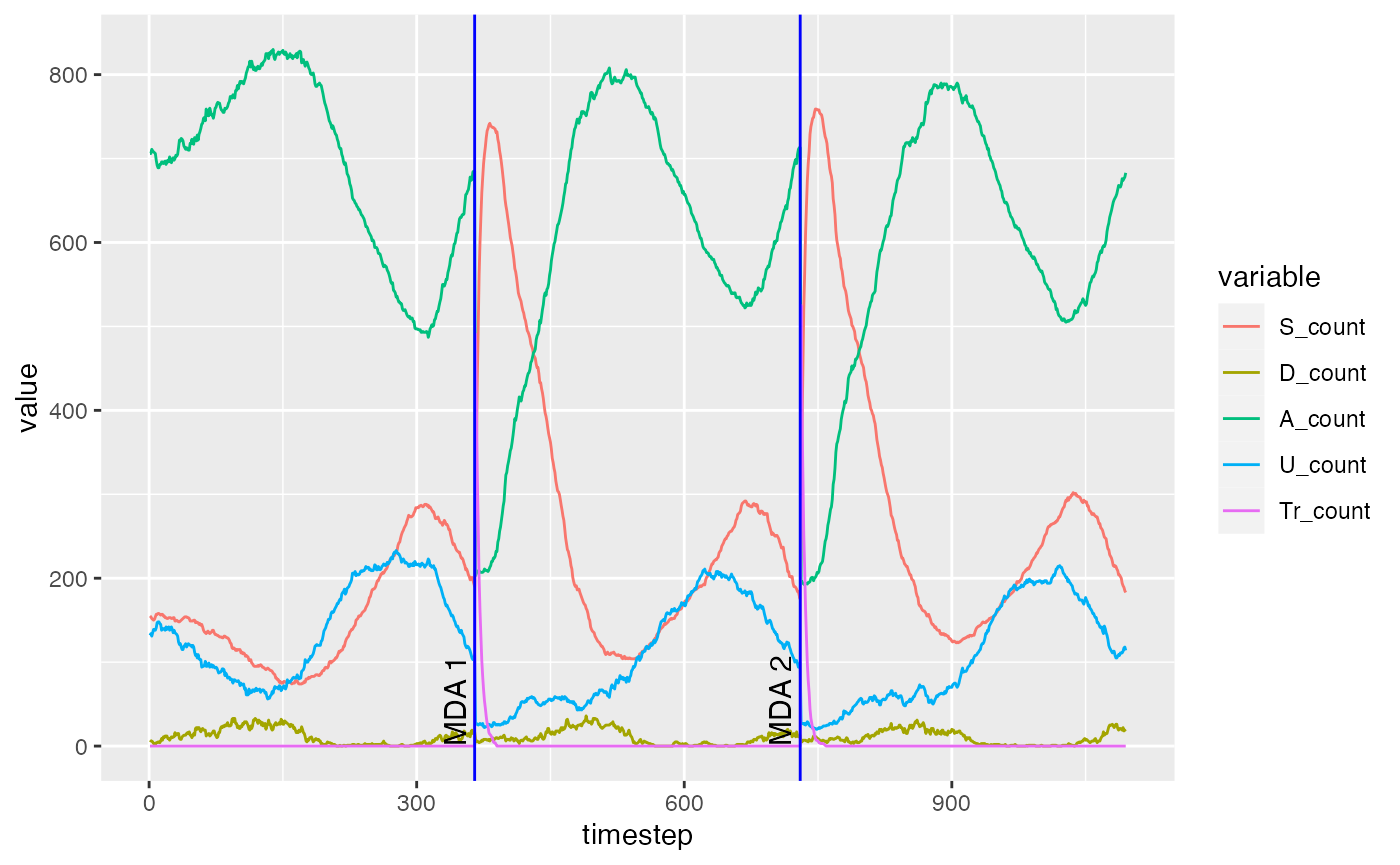 800
600
400
200
0
value
MDA 1
MDA 2
0
300
600
900
timestep
variable
S_count
D_count
A_count
U_count
Tr_count